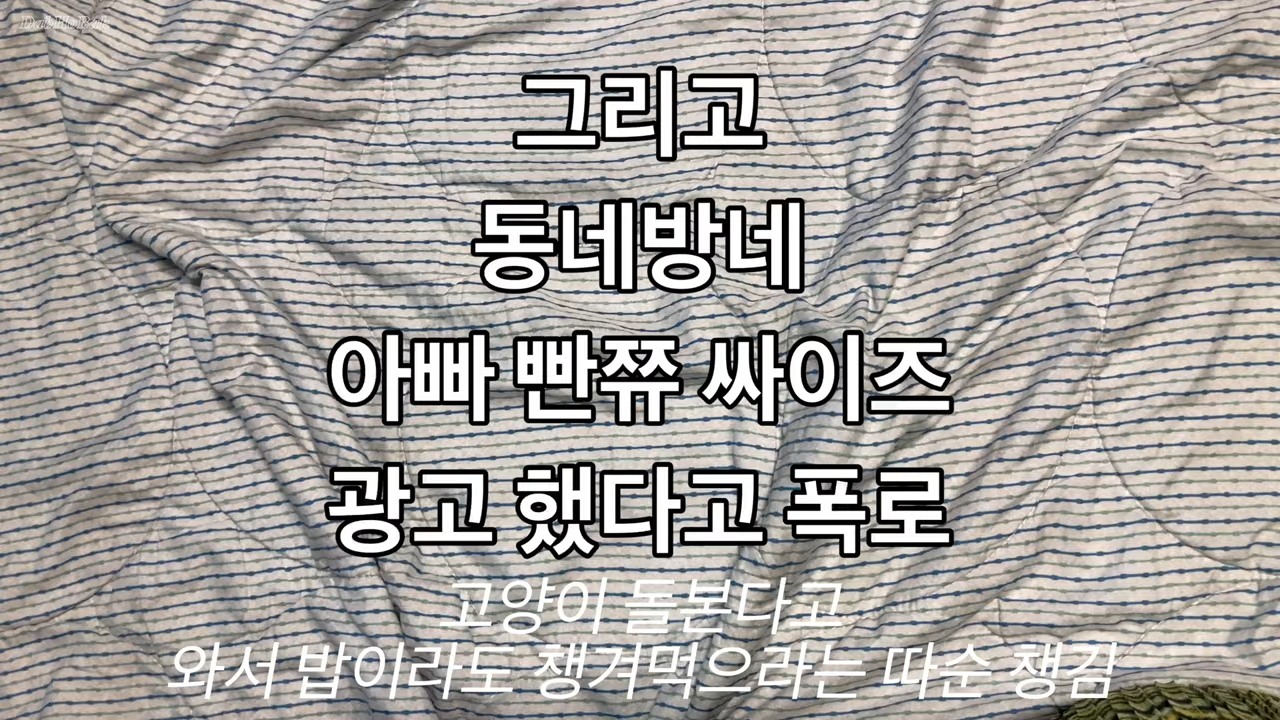 그리고
동네방네
아빠 빤쮸 싸이즈
광고 했다고 폭로
고양이 돌본다고
와서 밥이라도 챙겨먹으라는 따순 챙감